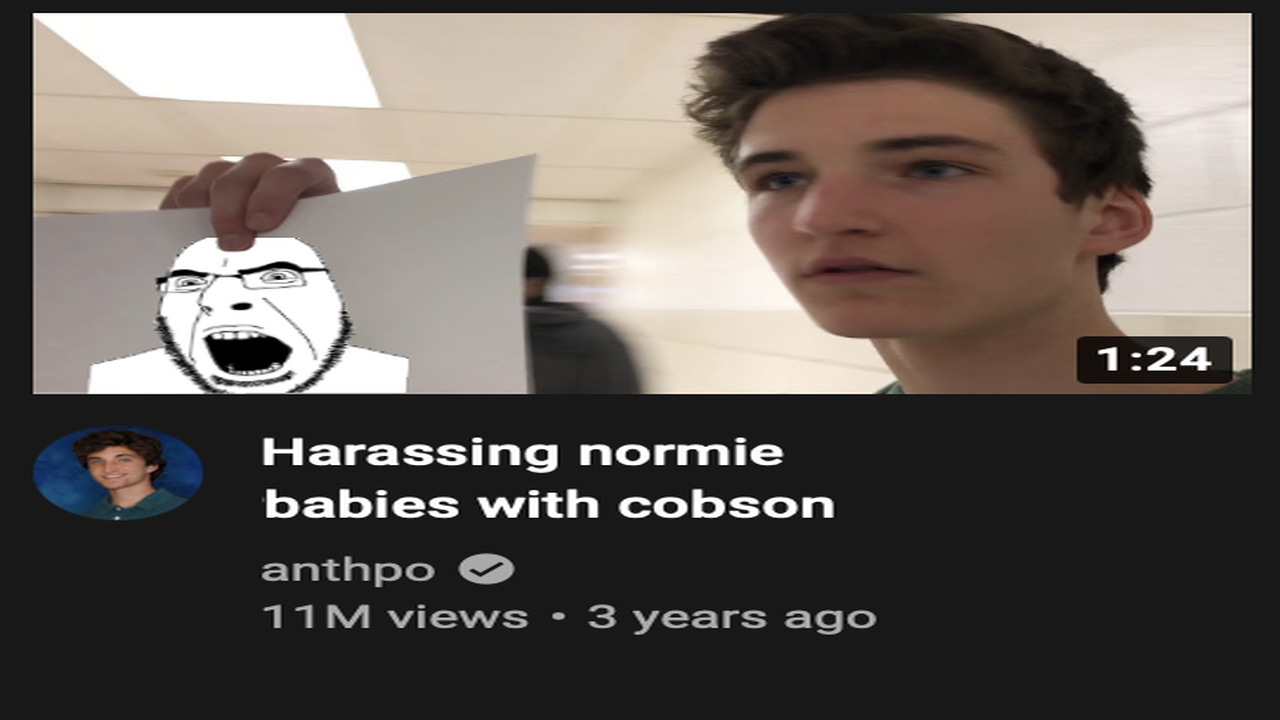 1:24
Harassing normie
babies with cobson
anthpo
11M views • 3 years ago